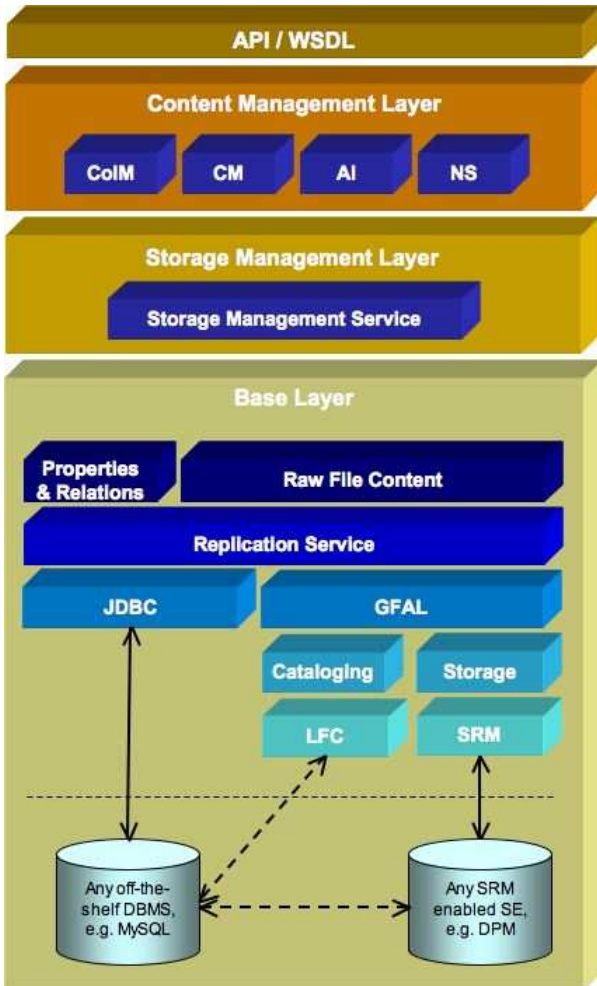 API / WSDL
Content Management Layer
ColM CM AI NS
Storage Management Layer
Storage Management Service
Base Layer
Properties
& Relations
Raw File Content
Replication Service
JDBC GFAL
Cataloging Storage
LFC SRM
Any off-the-
shelf DBMS,
e.g. MySQL
Any SRM
enabled SE,
e.g. DPM